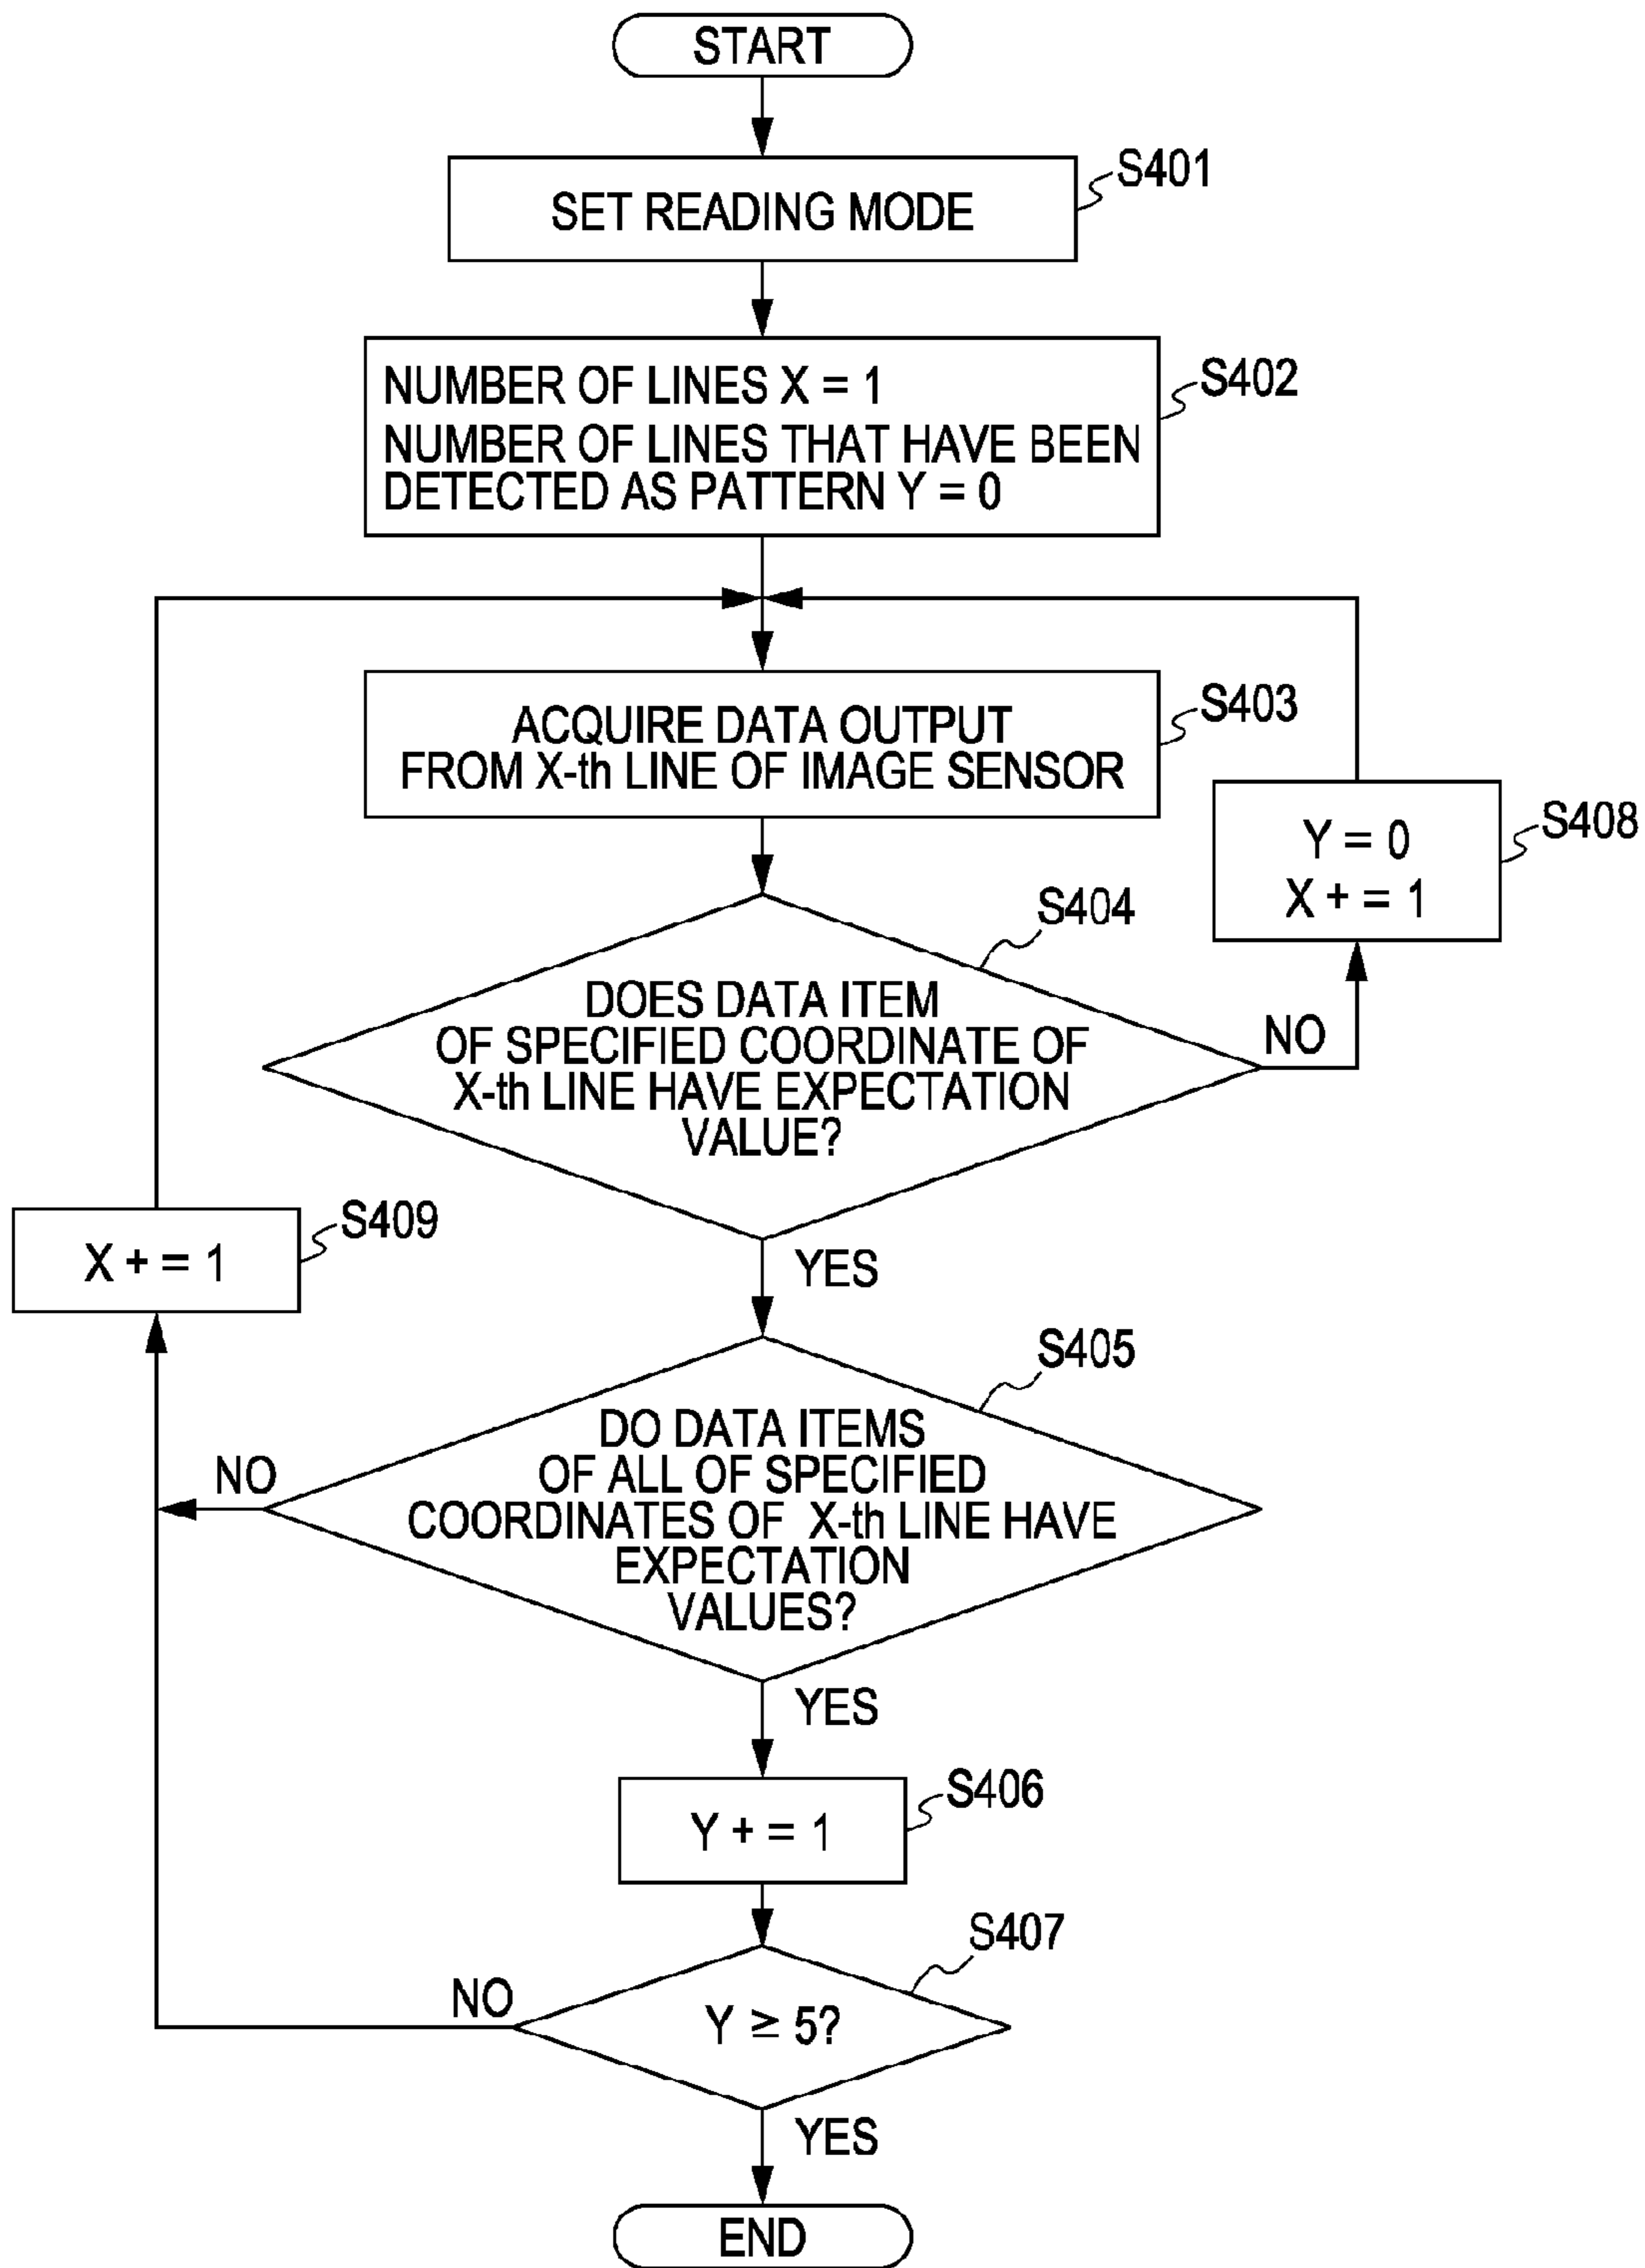 START
S401
SET READING MODE
S402
NUMBER OF LINES X = 1
NUMBER OF LINES THAT HAVE BEEN
DETECTED AS PATTERN Y = 0
S403
ACQUIRE DATA OUTPUT
FROM X-th LINE OF IMAGE SENSOR
S408
Y = 0
X + = 1
S404
DOES DATA ITEM
OF SPECIFIED COORDINATE OF
X-th LINE HAVE EXPECTATION
VALUE?
NO
YES
S409
X + = 1
S405
DO DATA ITEMS
OF ALL OF SPECIFIED
COORDINATES OF X-th LINE HAVE
EXPECTATION
VALUES?
NO
YES
S406
Y + = 1
S407
Y ≥ 5?
NO
YES
END